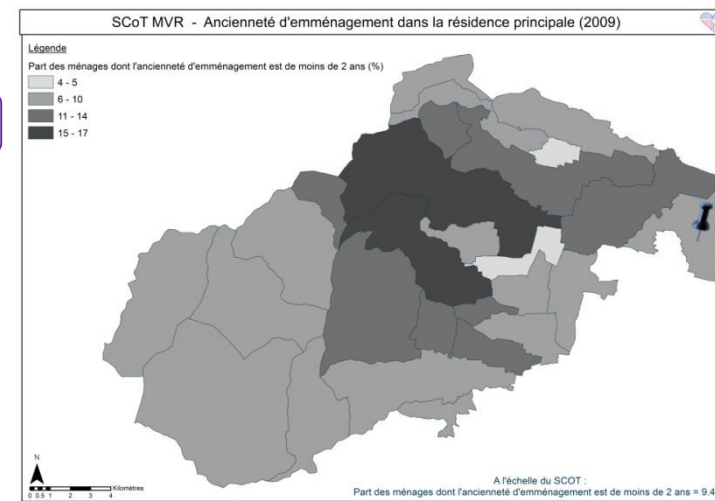 SCoT MVR - Ancienneté d'emménagement dans la résidence principale (2009)
Légende
Part des ménages dont l'ancienneté d'emménagement est de moins de 2 ans (%)
4 - 5
6 - 10
11 - 14
15 - 17
N
0 0.5 1 2 3 4 Kilomètres
A l'échelle du SCOT :
Part des ménages dont l'ancienneté d'emménagement est de moins de 2 ans = 9,4